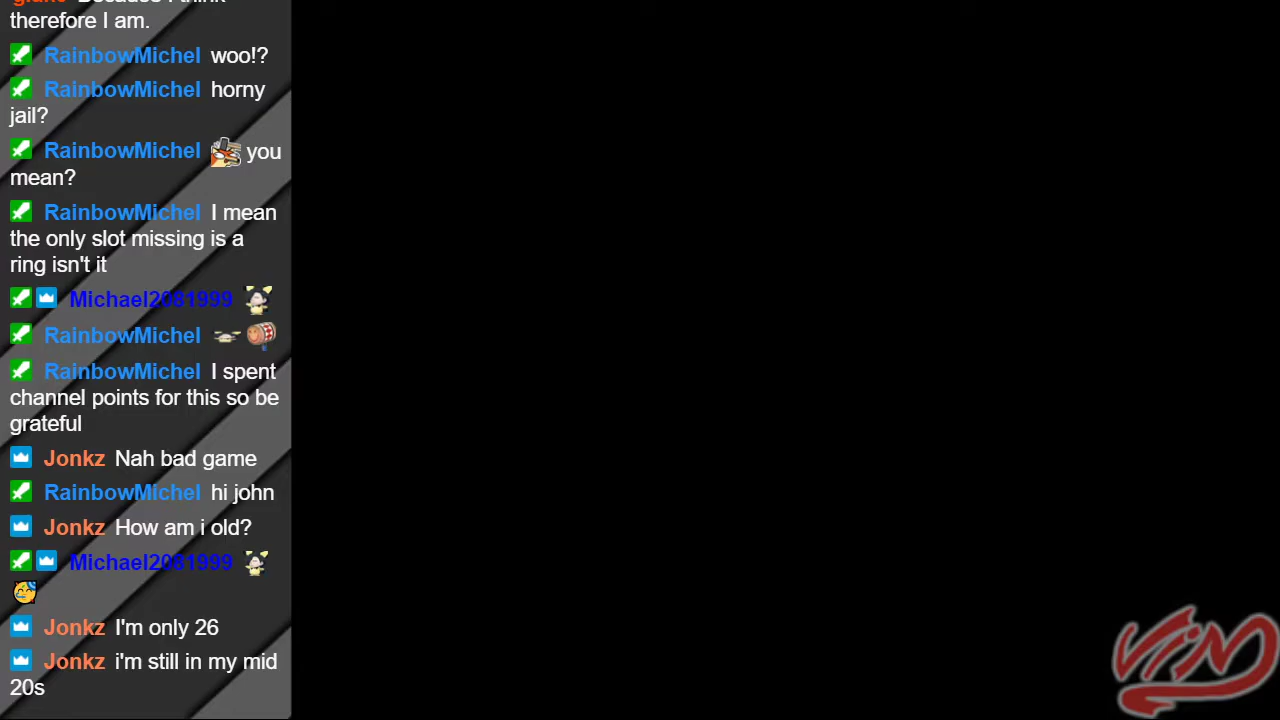 therefore I am.
RainbowMichel woo!?
RainbowMichel horny
jail?
RainbowMichel you
mean?
RainbowMichel I mean
the only slot missing is a
ring isn't it
Michael2081999
RainbowMichel
RainbowMichel I spent
channel points for this so be
grateful
Jonkz Nah bad game
RainbowMichel hi john
Jonkz How am i old?
Michael2081999
Jonkz I'm only 26
Jonkz i'm still in my mid
20s